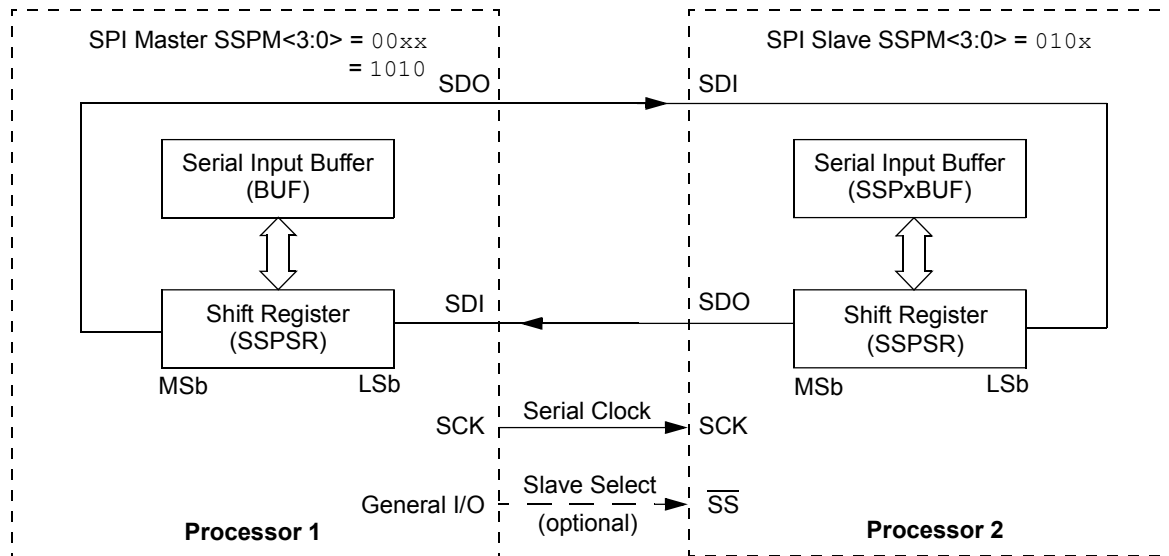 SPI Master SSPM<3:0> = 00xx
= 1010
SPI Slave SSPM<3:0> = 010x
SDO
SDI
Serial Input Buffer
(BUF)
Serial Input Buffer
(SSPxBUF)
SDI
SDO
Shift Register
(SSPSR)
Shift Register
(SSPSR)
MSb
LSb
MSb
LSb
SCK
Serial Clock
SCK
General I/O
Slave Select
(optional)
SS
Processor 1
Processor 2